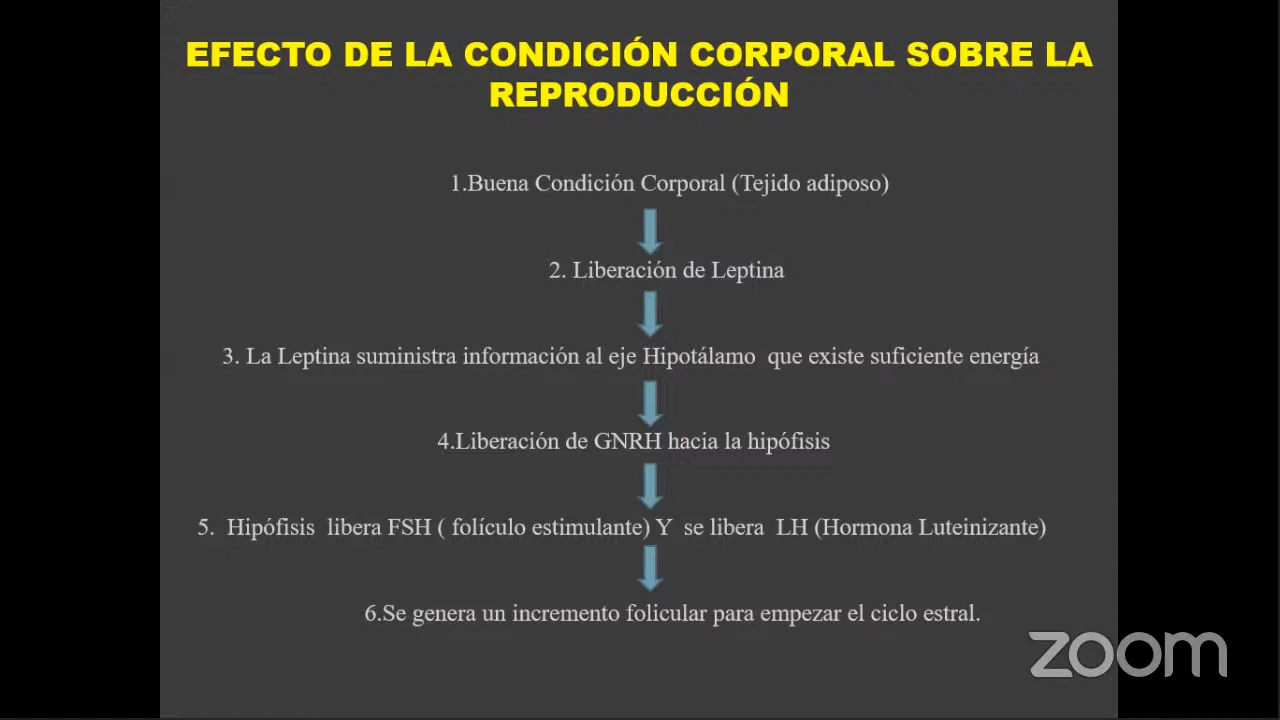 EFECTO DE LA CONDICIÓN CORPORAL SOBRE LA
REPRODUCCIÓN
1.Buena Condición Corporal (Tejido adiposo)
2. Liberación de Leptina
3. La Leptina suministra información al eje Hipotálamo  que existe suficiente energía
4.Liberación de GNRH hacia la hipófisis
5.  Hipófisis  libera FSH ( folículo estimulante) Y  se libera  LH (Hormona Luteinizante)
6.Se genera un incremento folicular para empezar el ciclo estral.
zoom